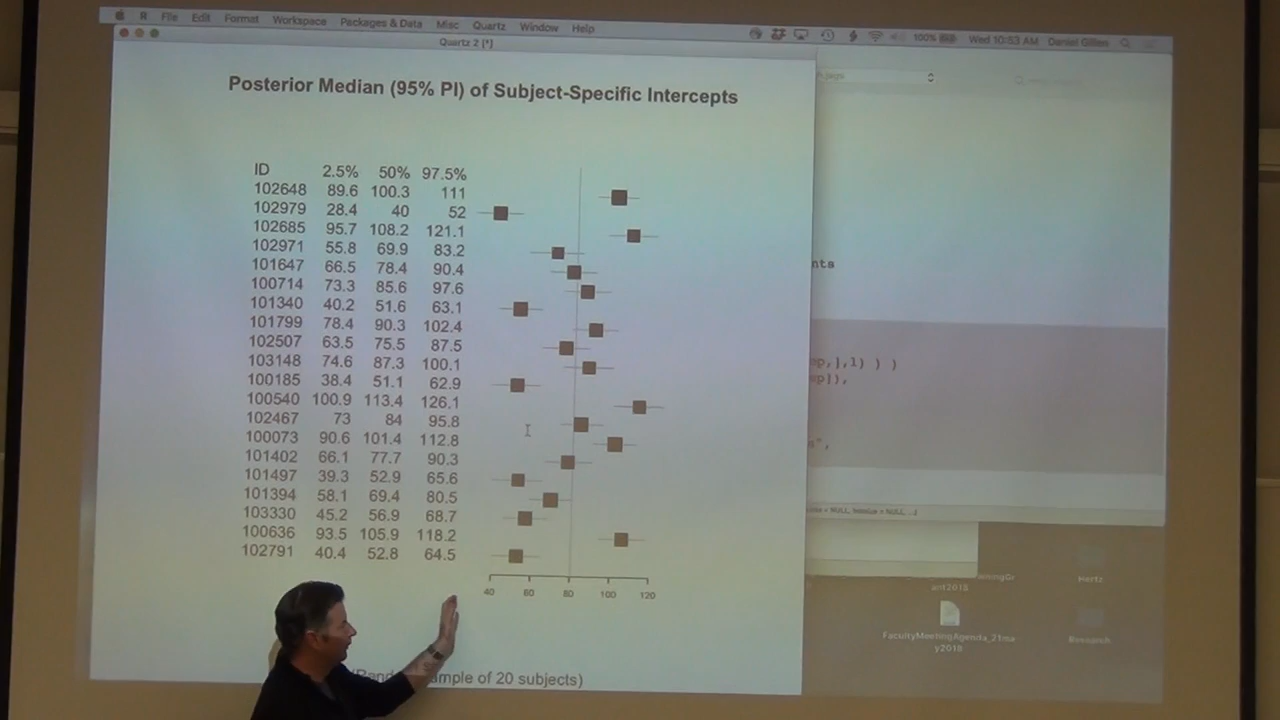 R File Edit Format Workspace Packages & Data Misc Quartz Window Help 100% Wed 10:53 AM Daniel Gillen
Quartz 2 [*]
Posterior Median (95% PI) of Subject-Specific Intercepts
ID 2.5% 50% 97.5%
102648 89.6 100.3 111
102979 28.4 40 52
102685 95.7 108.2 121.1
102971 55.8 69.9 83.2
101647 66.5 78.4 90.4
100714 73.3 85.6 97.6
101340 40.2 51.6 63.1
101799 78.4 90.3 102.4
102507 63.5 75.5 87.5
103148 74.6 87.3 100.1
100185 38.4 51.1 62.9
100540 100.9 113.4 126.1
102467 73 84 95.8
100073 90.6 101.4 112.8
101402 66.1 77.7 90.3
101497 39.3 52.9 65.6
101394 58.1 69.4 80.5
103330 45.2 56.9 68.7
100636 93.5 105.9 118.2
102791 40.4 52.8 64.5
40 60 80 100 120
of 20 subjects)
nts
,1) ) )
= NULL, = NULL, ...)
ant2018
Hertz
FacultyMeetingAgenda_21ma
y2018
Research